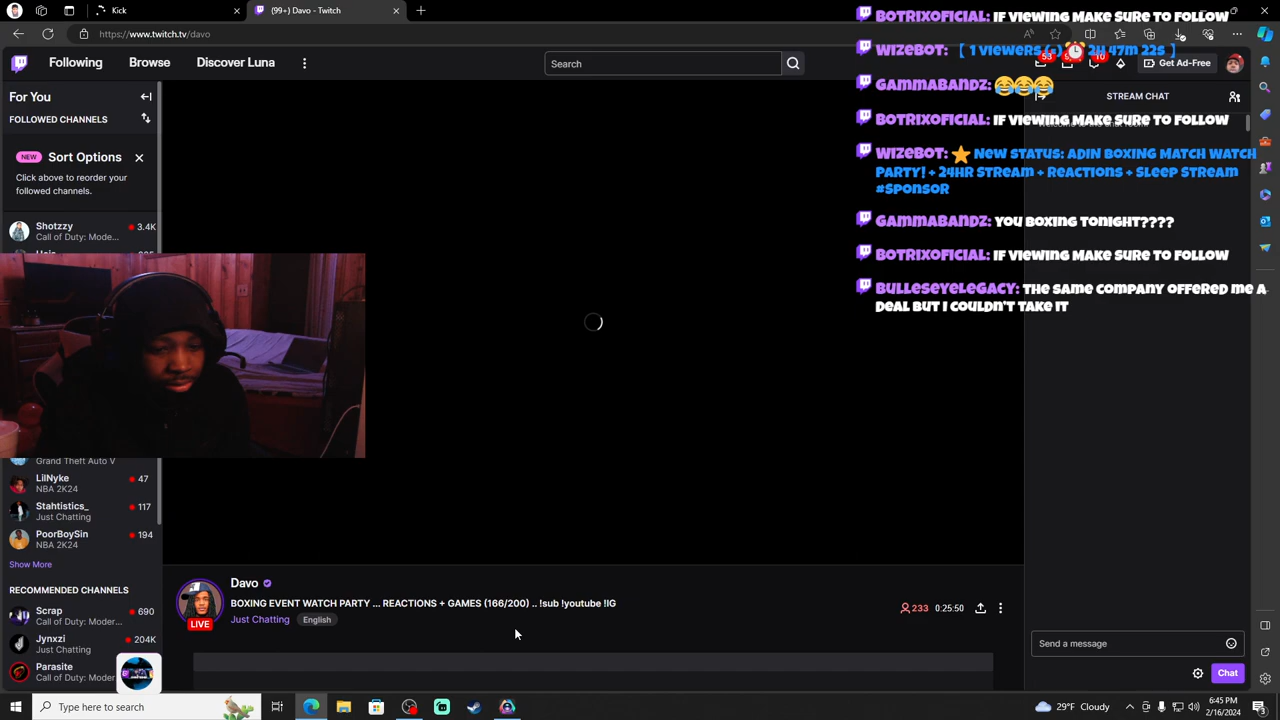 Kick
(99+) Davo - Twitch
https://www.twitch.tv/davo
Following
Browse
Discover Luna
Search
53
10
Get Ad-Free
For You
FOLLOWED CHANNELS
NEW
Sort Options
Click above to reorder
your followed channels.
Shotzzy
3.4K
Call of Duty: Mode...
Grand Theft Auto V
LilNyke
47
NBA 2K24
Stahtistics_
117
Just Chatting
PoorBoySin
194
NBA 2K24
Show More
RECOMMENDED CHANNELS
Scrap
690
Call of Duty: Moder...
Jynxzi
204K
Just Chatting
Parasite
Call of Duty: Moder
Davo
LIVE
BOXING EVENT WATCH PARTY ... REACTIONS + GAMES (166/200) .. !sub !youtube !IG
Just Chatting
English
233
0:25:50
STREAM CHAT
BOTRIXOFICIAL: IF VIEWING MAKE SURE TO FOLLOW
WIZEBOT: 【 1 VIEWERS(S) ⏰ 2H 47M 22S 】
GAMMABANDZ: 😂😂😂
BOTRIXOFICIAL: IF VIEWING MAKE SURE TO FOLLOW
WIZEBOT: ⭐ NEW STATUS: ADIN BOXING MATCH WATCH
PARTY! + 24HR STREAM + REACTIONS + SLEEP STREAM
#SPONSOR
GAMMABANDZ: YOU BOXING TONIGHT????
BOTRIXOFICIAL: IF VIEWING MAKE SURE TO FOLLOW
BULLESEYELEGACY: THE SAME COMPANY OFFERED ME A
DEAL BUT I COULDN'T TAKE IT
Send a message
Chat
Type here to search
29°F Cloudy
6:45 PM
2/16/2024
3